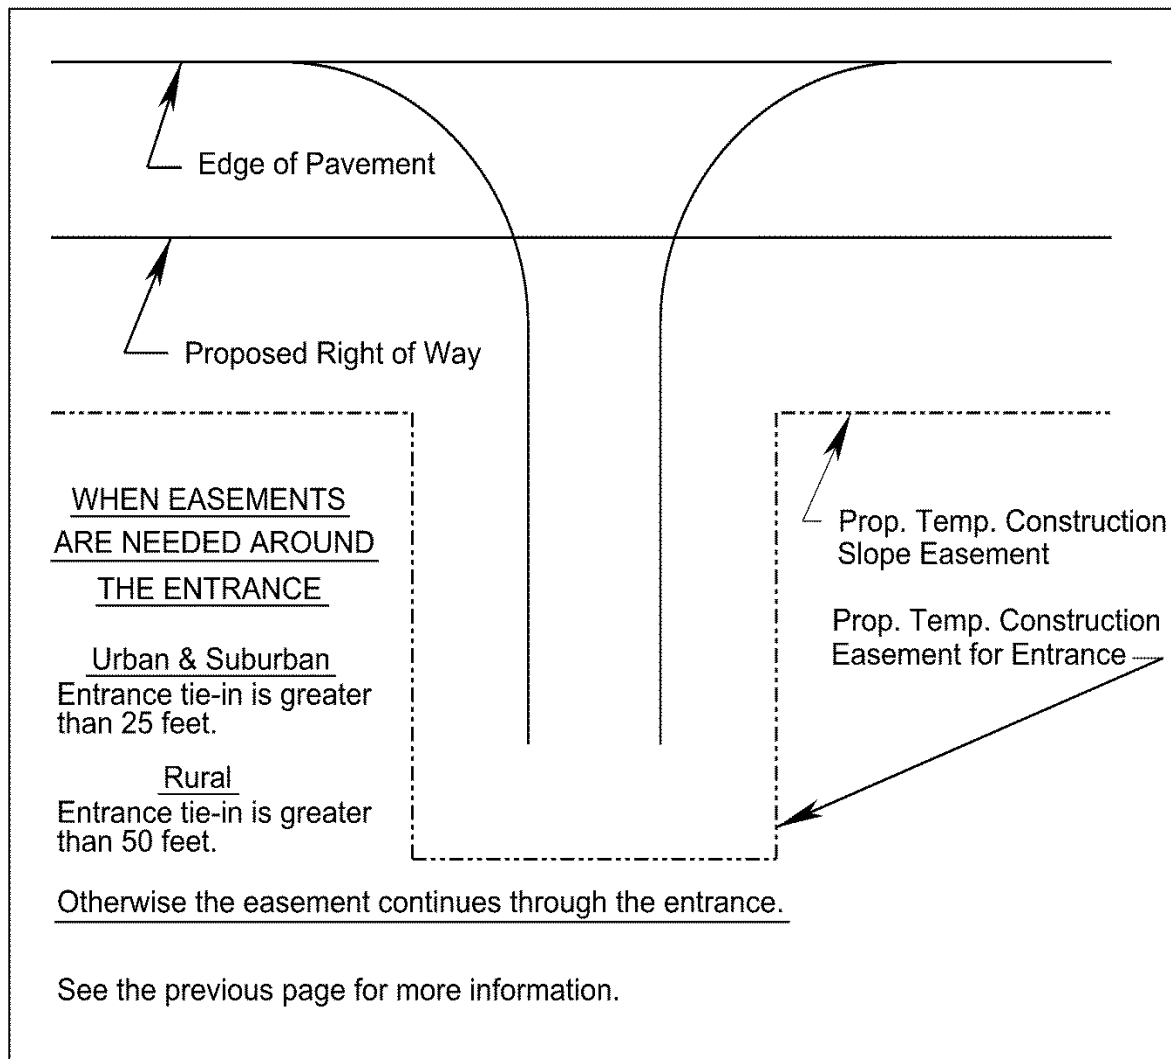 Edge of Pavement
Proposed Right of Way
WHEN EASEMENTS
ARE NEEDED AROUND
THE ENTRANCE
Urban & Suburban
Entrance tie-in is greater
than 25 feet.
Rural
Entrance tie-in is greater
than 50 feet.
Prop. Temp. Construction
Slope Easement
Prop. Temp. Construction
Easement for Entrance
Otherwise the easement continues through the entrance.
See the previous page for more information.